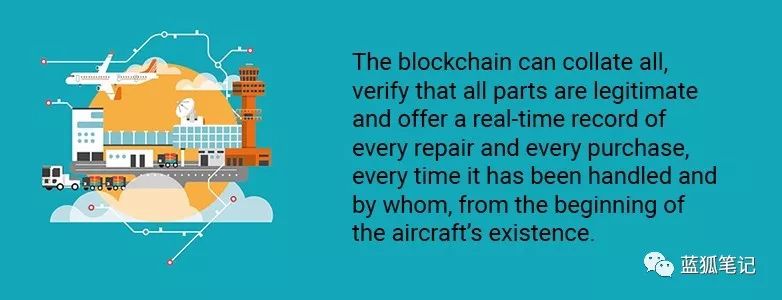 The blockchain can collate all,
verify that all parts are legitimate
and offer a real-time record of
every repair and every purchase,
every time it has been handled and
by whom, from the beginning of
the aircraft’s existence.
蓝狐笔记